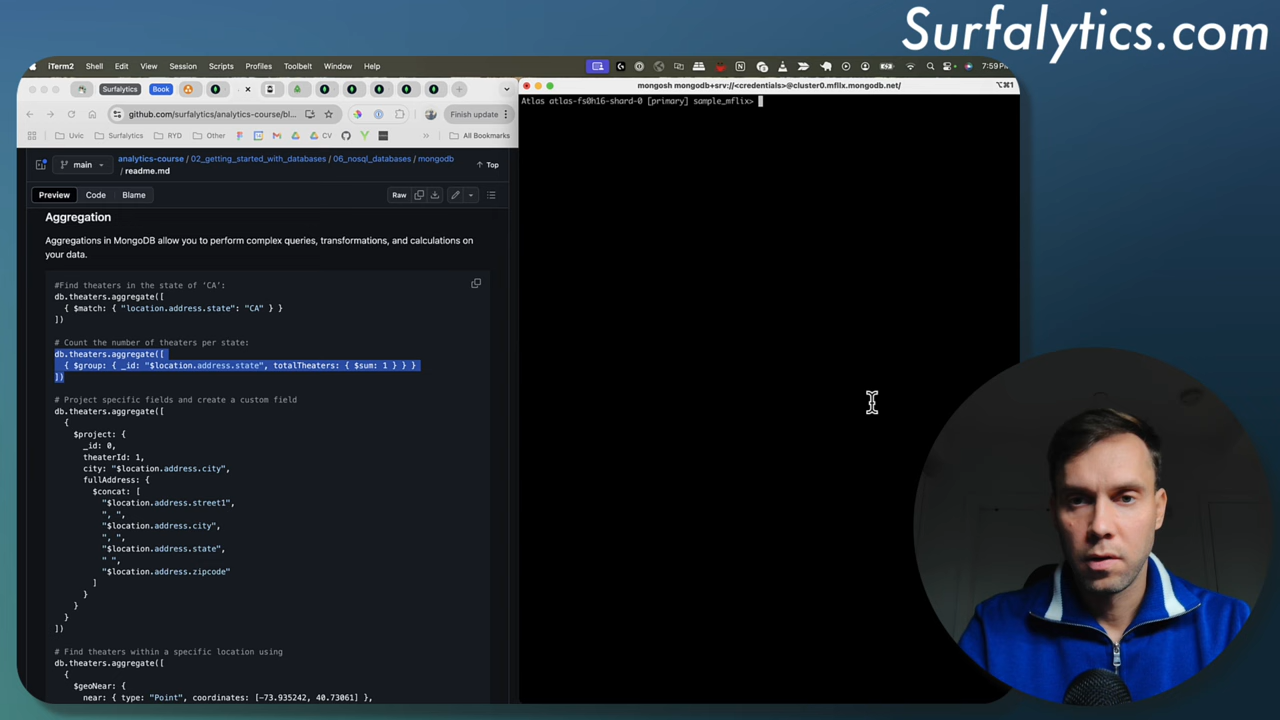 Surfalytics.com
iTerm2 Shell Edit View Session Scripts Profiles Toolbelt Window Help 7:59PM
Surfalytics Book
github.com/surfalytics/analytics-course/bl... Finish update
Uvic Surfalytics RYD Other CV All Bookmarks
main analytics-course / 02_getting_started_with_databases / 06_nosql_databases / mongodb
/ readme.md
Top
Preview Code Blame Raw
Aggregation
Aggregations in MongoDB allow you to perform complex queries, transformations, and calculations on
your data.
#Find theaters in the state of 'CA':
db.theaters.aggregate([
{ $match: { "location.address.state": "CA" } }
])
# Count the number of theaters per state:
db.theaters.aggregate([
{ $group: { _id: "$location.address.state", totalTheaters: { $sum: 1 } } }
])
# Project specific fields and create a custom field
db.theaters.aggregate([
{
$project: {
_id: 0,
theaterId: 1,
city: "$location.address.city",
fullAddress: {
$concat: [
"$location.address.street1",
", ",
"$location.address.city",
", ",
"$location.address.state",
" ",
"$location.address.zipcode"
]
}
}
}
])
# Find theaters within a specific location using
db.theaters.aggregate([
{
$geoNear: {
near: { type: "Point", coordinates: [-73.935242, 40.73061] },
mongosh mongodb+srv://<credentials>@cluster0.mfllx.mongodb.net/ ⌥⌘1
Atlas atlas-fs0h16-shard-0 [primary] sample_mflix>